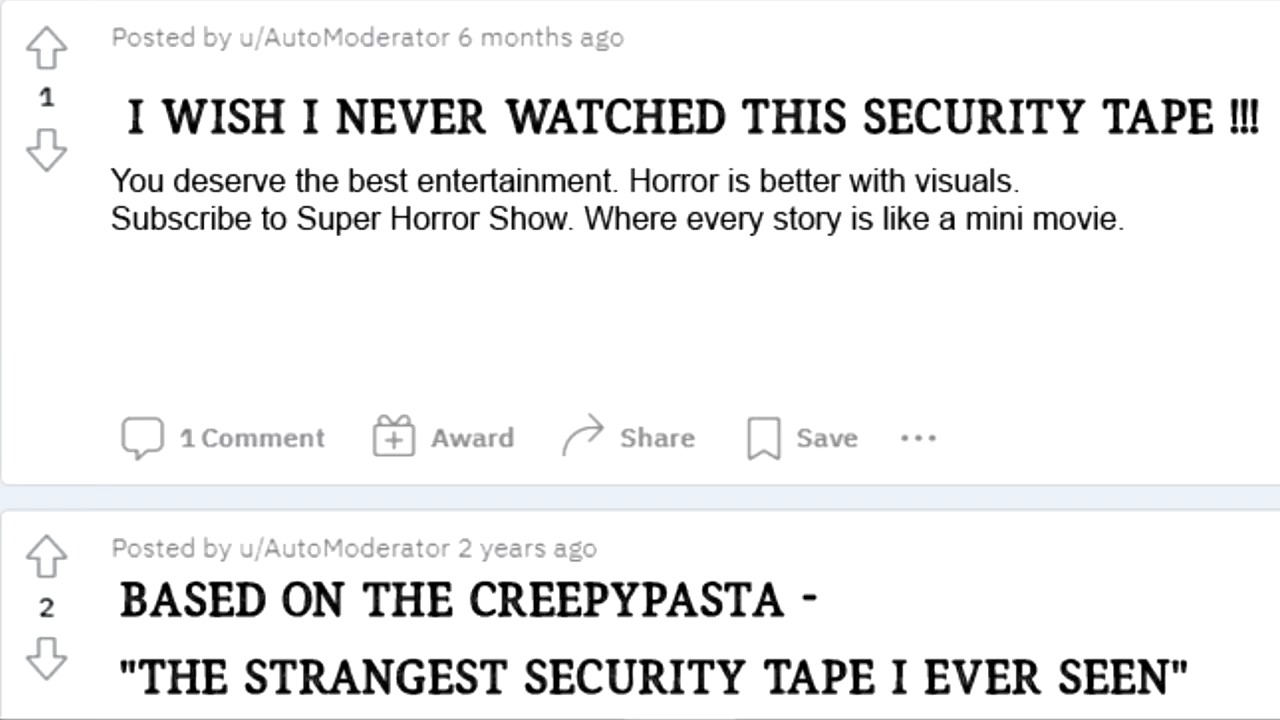 Posted by u/AutoModerator 6 months ago
1
I WISH I NEVER WATCHED THIS SECURITY TAPE !!!
You deserve the best entertainment. Horror is better with visuals.
Subscribe to Super Horror Show. Where every story is like a mini movie.
1 Comment Award Share Save ...
Posted by u/AutoModerator 2 years ago
BASED ON THE CREEPYPASTA -
2
"THE STRANGEST SECURITY TAPE I EVER SEEN"